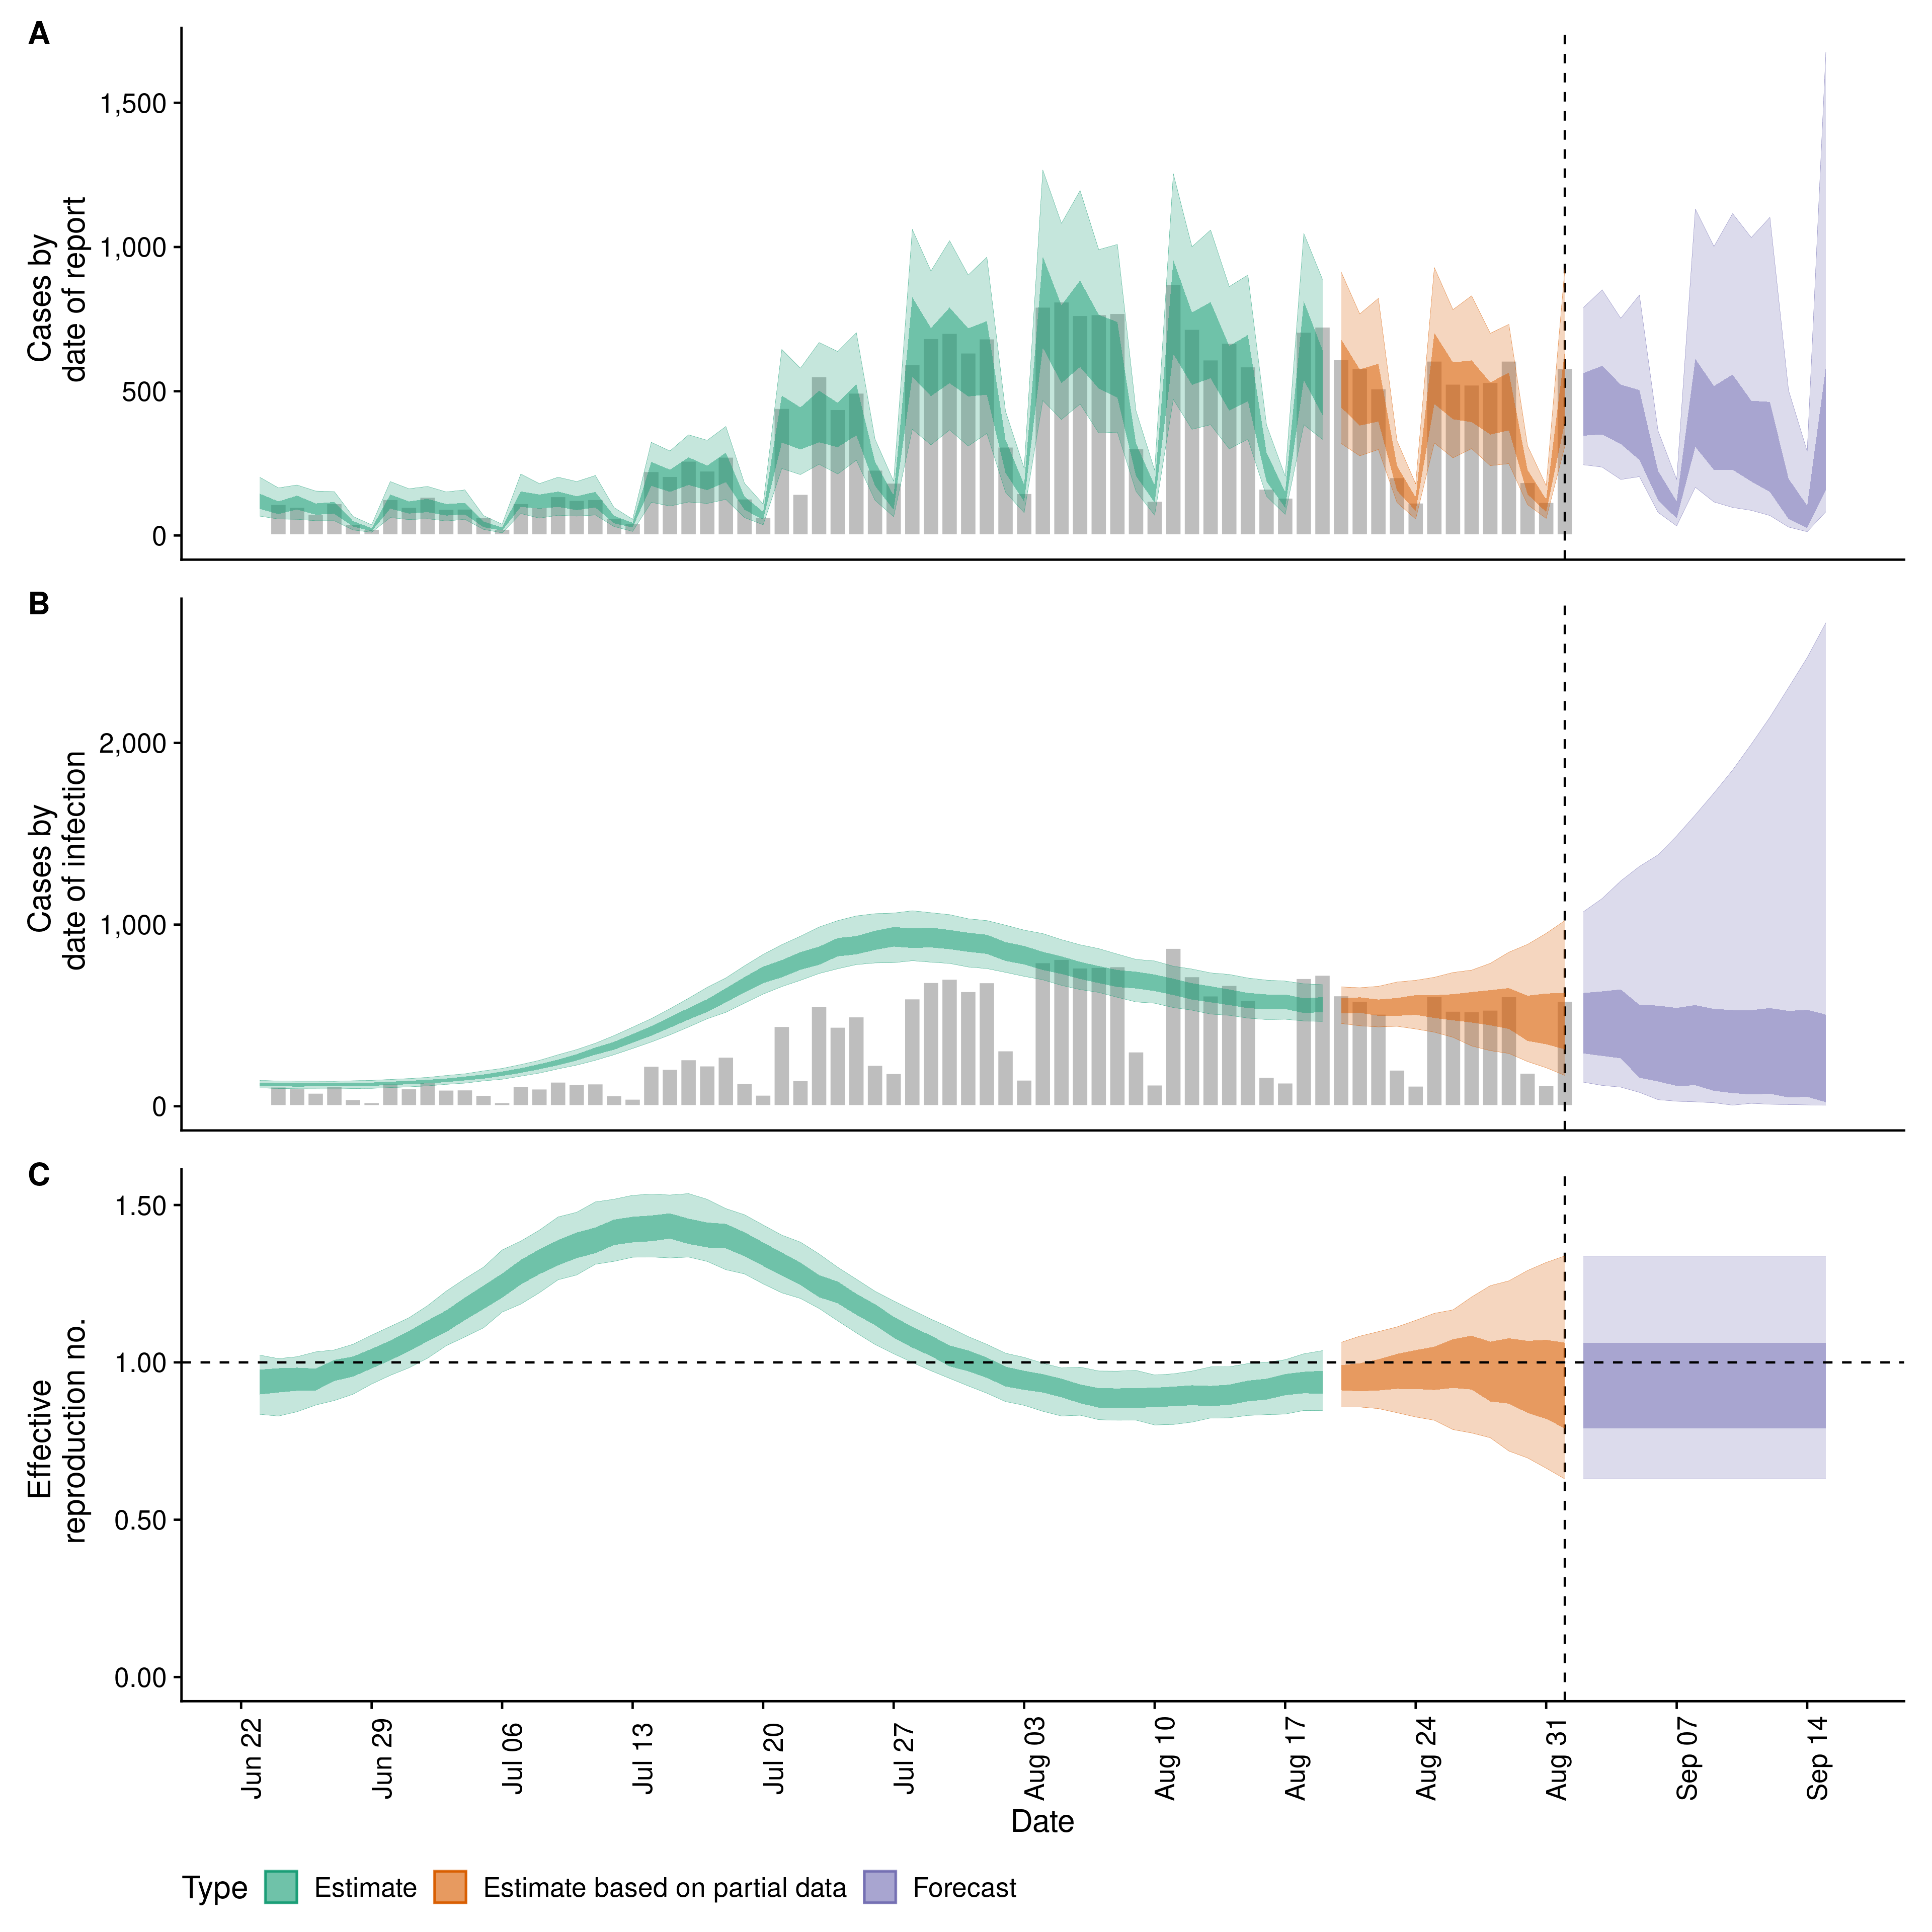 A
Cases by
date of report
1,500
1,000
500
0
B
Cases by
date of infection
2,000
1,000
0
C
Effective
reproduction no.
1.50
1.00
0.50
0.00
Jun 22
Jun 29
Jul 06
Jul 13
Jul 20
Jul 27
Aug 03
Aug 10
Aug 17
Aug 24
Aug 31
Sep 07
Sep 14
Date
Type Estimate Estimate based on partial data Forecast